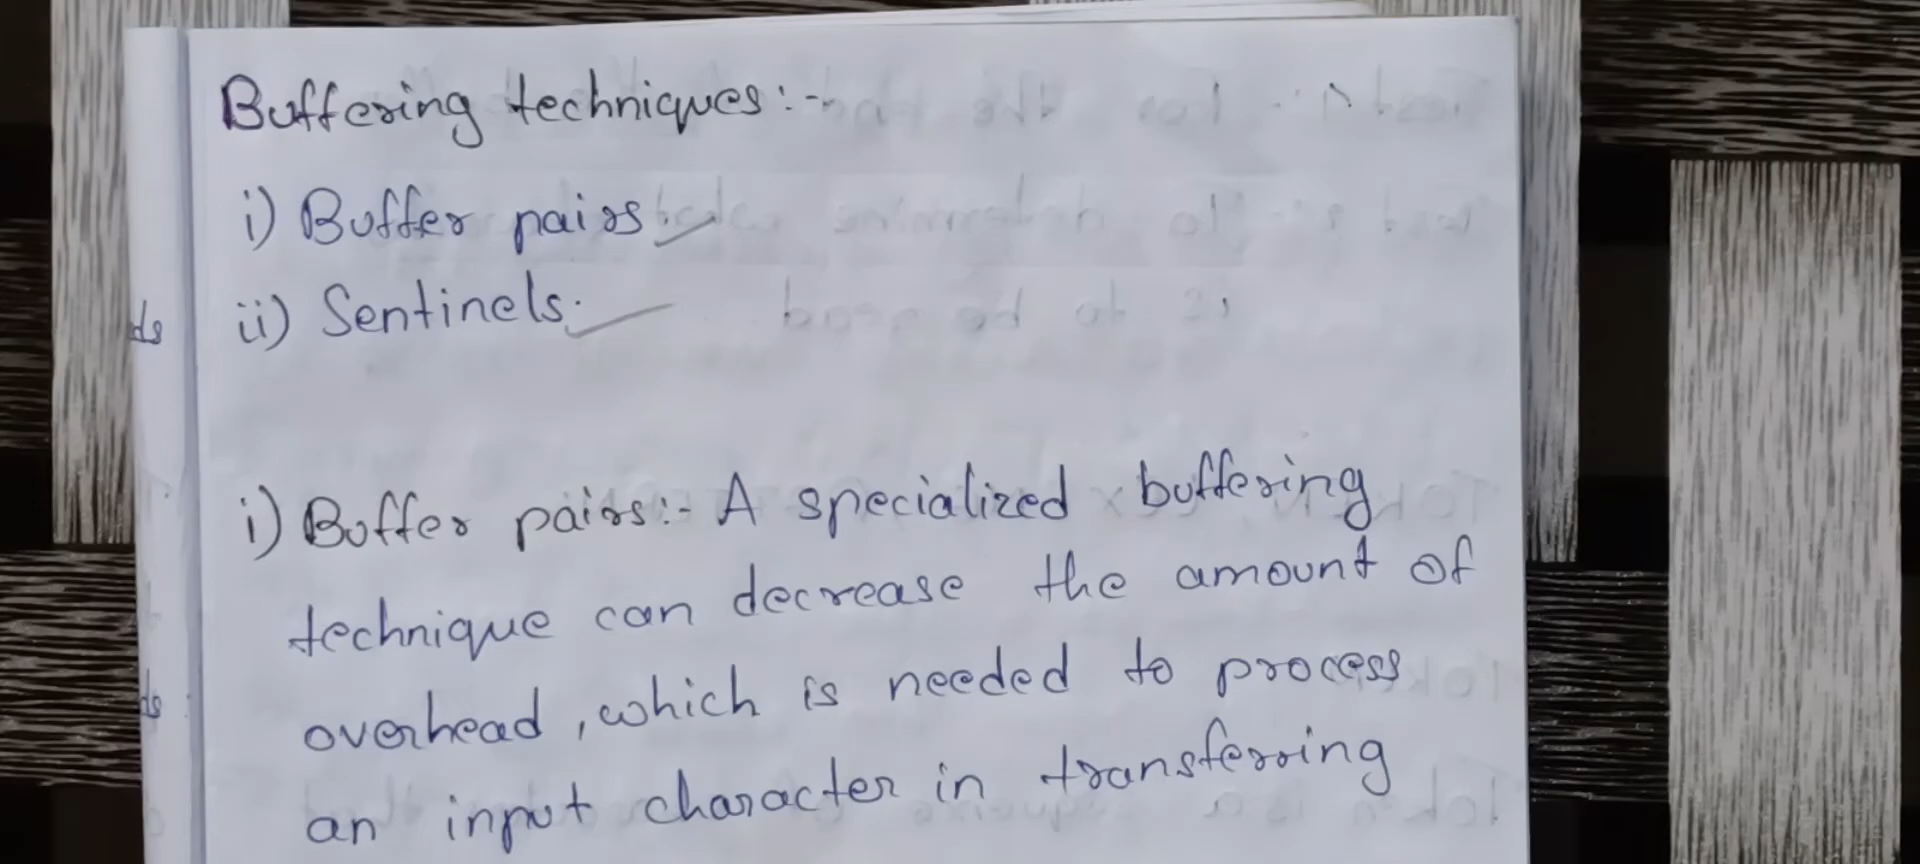 Buffering techniques:-
i) Buffer pairs
ii) Sentinels.
i) Buffer pairs:- A specialized buffering
technique can decrease the amount of
overhead, which is needed to process
an input character in transferring